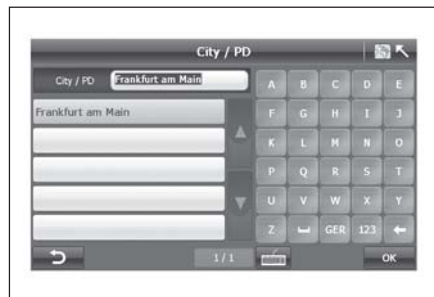 City / PD
City / PD Frankfurt am Main A B C D E
Frankfurt am Main F G H I J
K L M N O
P Q R S T
U V W X Y
Z GER 123
1/1 OK